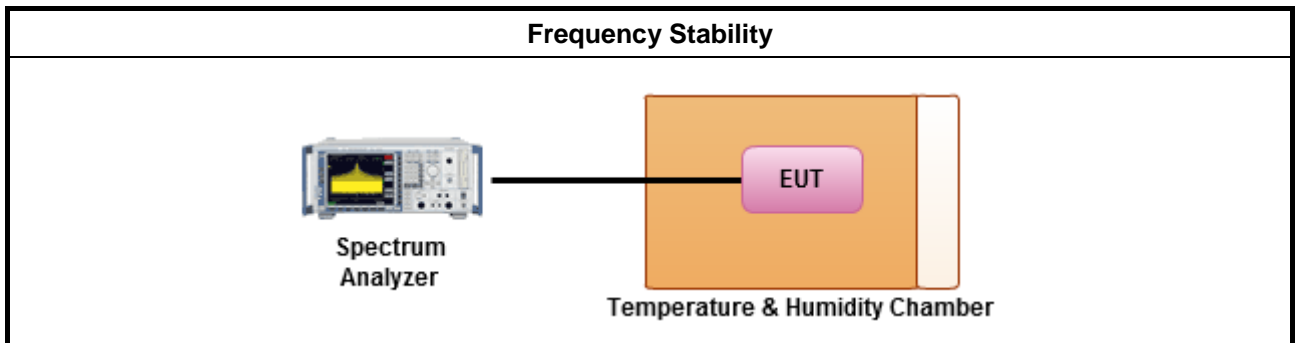 Frequency Stability
EUT
Spectrum
Analyzer
Temperature & Humidity Chamber